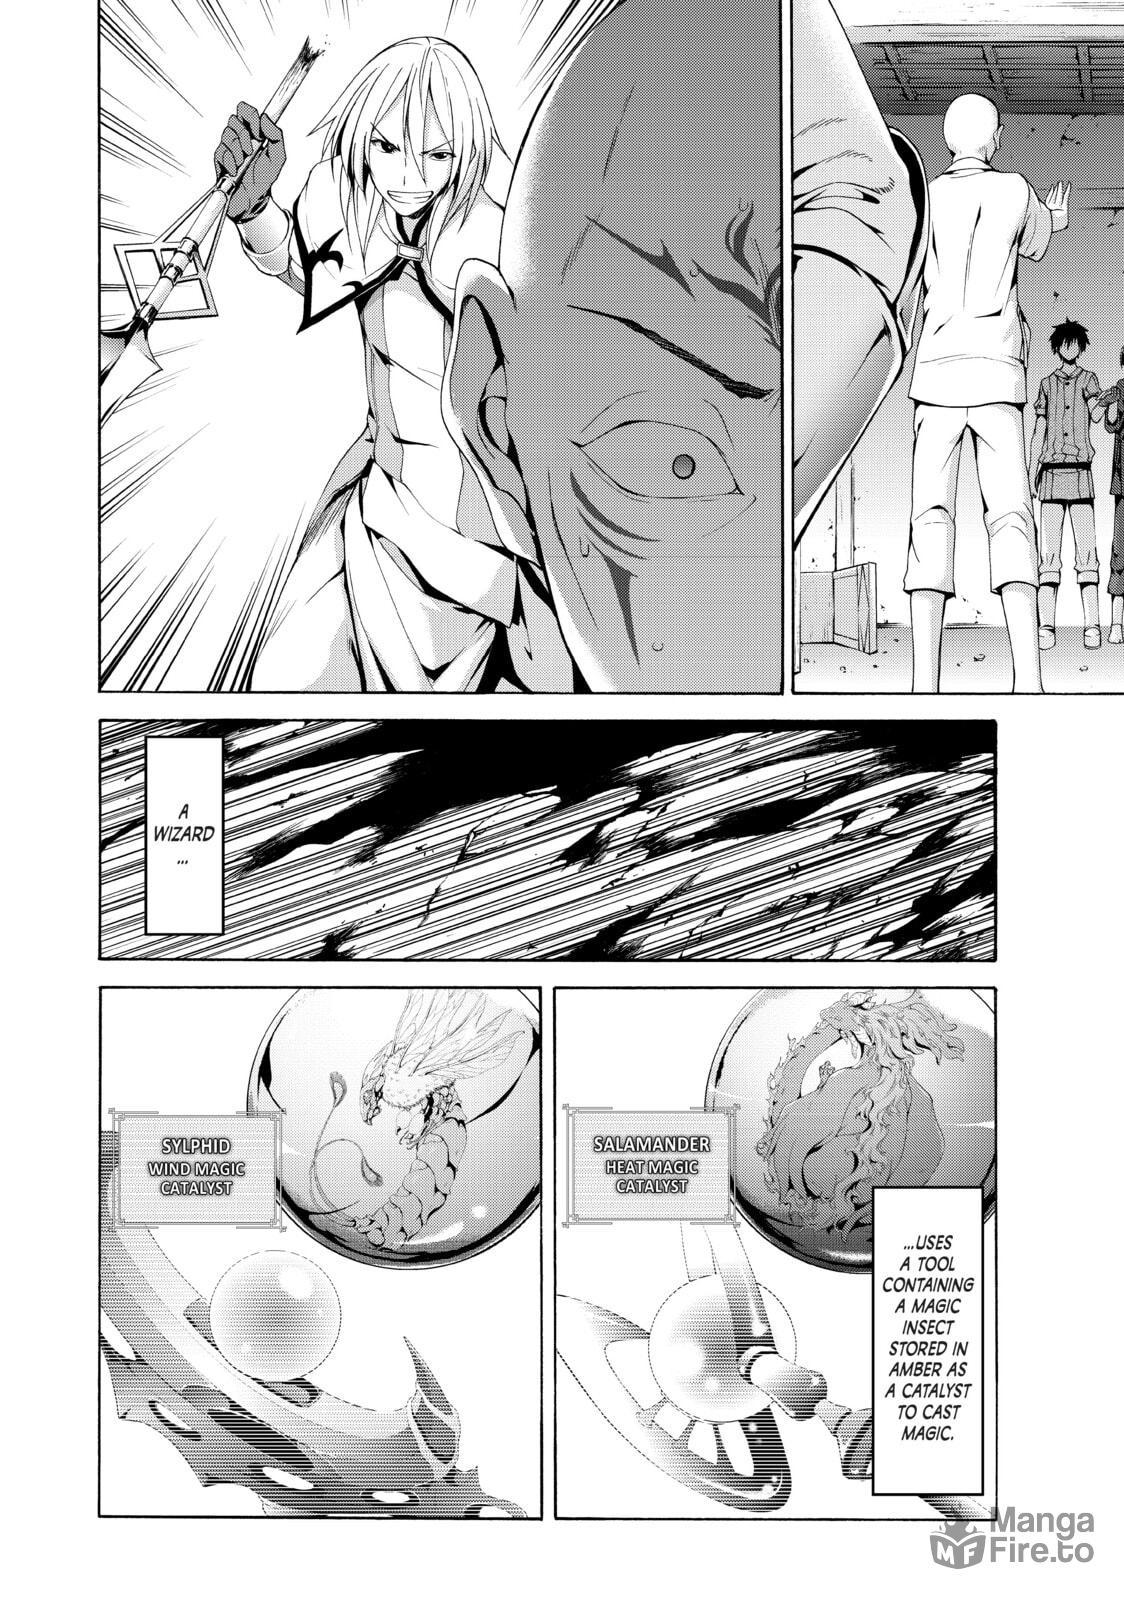 A
WIZARD
...
SALAMANDER
HEAT MAGIC
CATALYST
...USES
A TOOL
CONTAINING
A MAGIC
INSECT
STORED IN
AMBER AS
A CATALYST
TO CAST
MAGIC.
SYLPHID
WIND MAGIC
CATALYST
MF
Manga
Fire.to